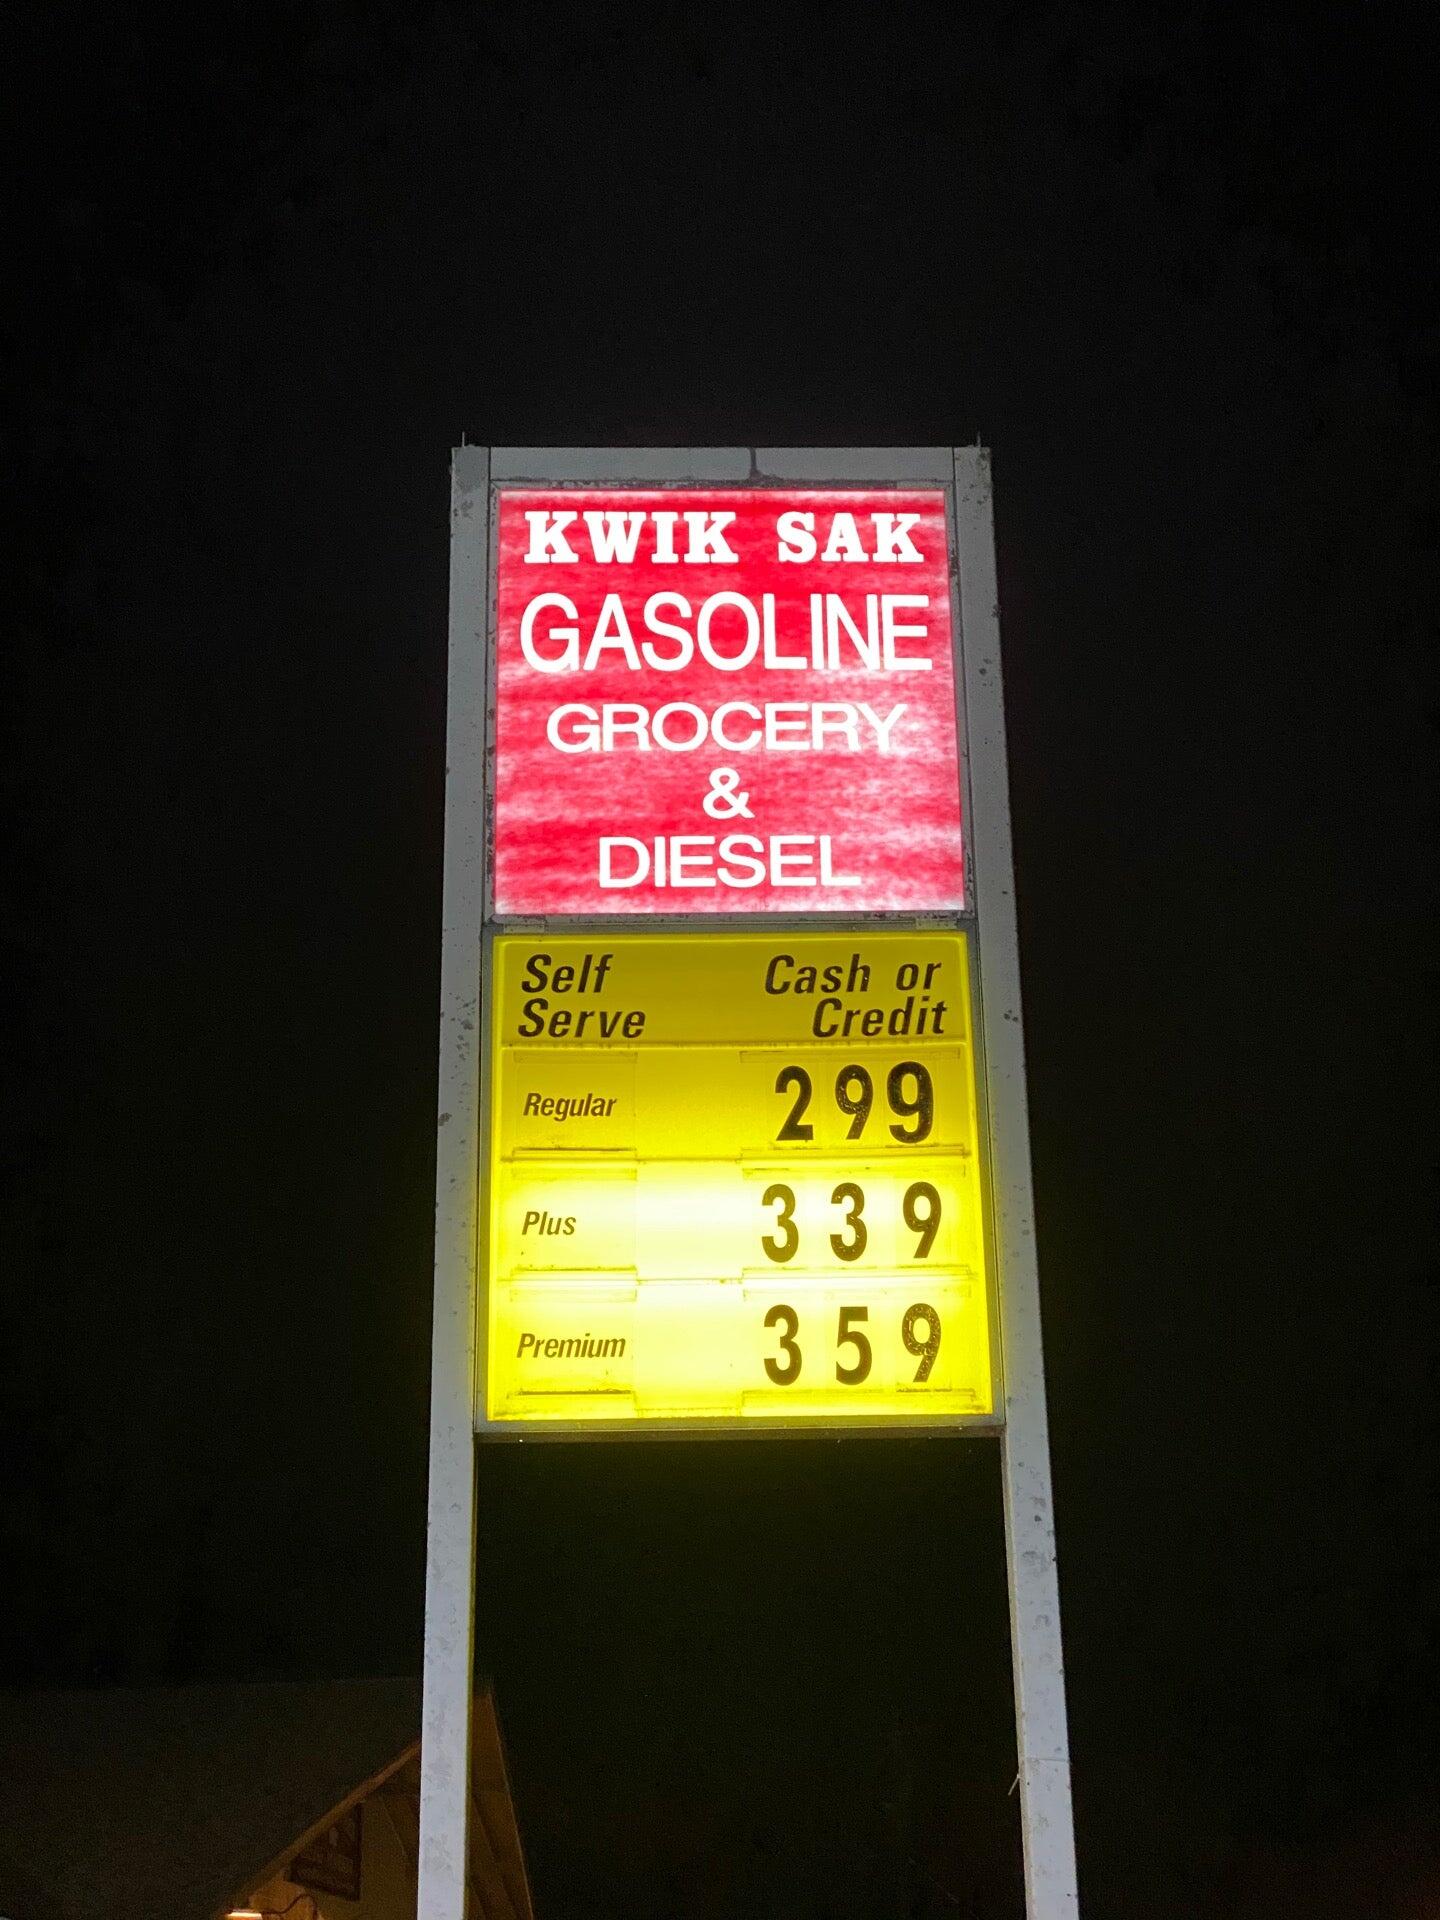 KWIK SAK
GASOLINE
GROCERY
&
DIESEL
Self Serve
Cash or Credit
Regular 299
Plus 339
Premium 359